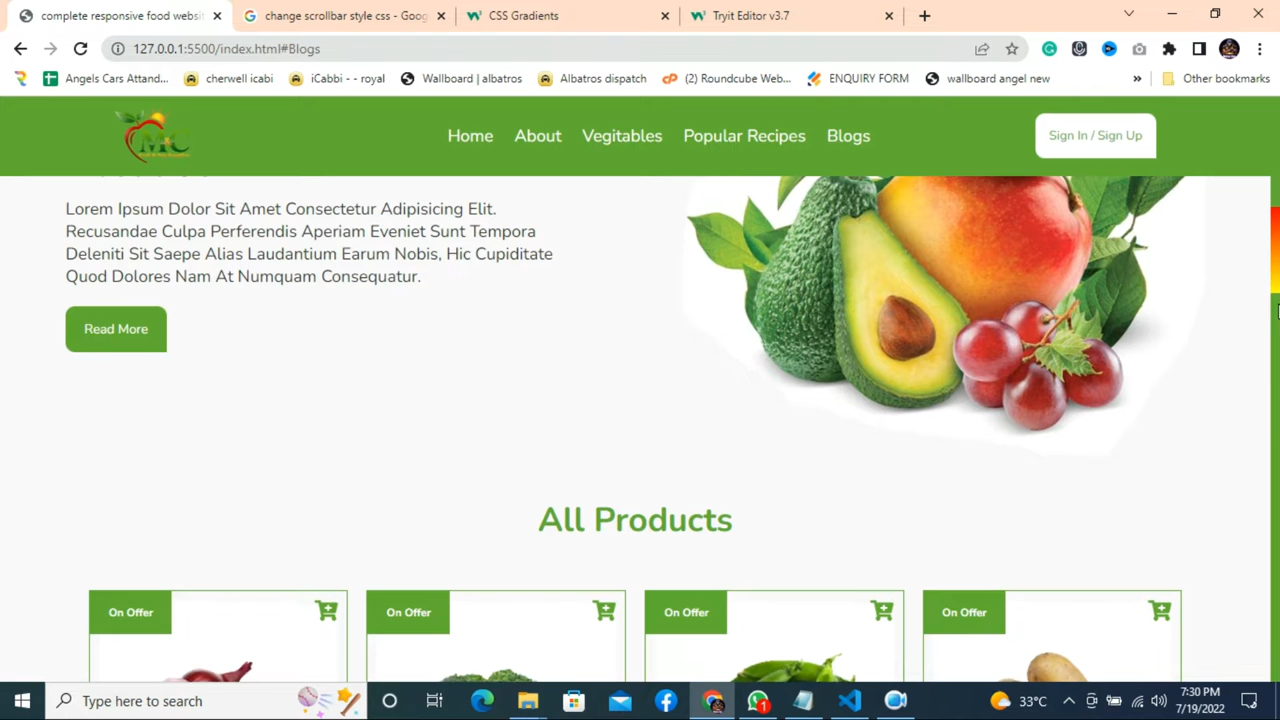 complete responsive food websit
change scrollbar style css - Goog
CSS Gradients
Tryit Editor v3.7
127.0.0.1:5500/index.html#Blogs
Angels Cars Attand...
cherwell icabi
iCabbi - - royal
Wallboard | albatros
Albatros dispatch
(2) Roundcube Web...
ENQUIRY FORM
wallboard angel new
»
Other bookmarks
MC
Home
About
Vegitables
Popular Recipes
Blogs
Sign In / Sign Up
Lorem Ipsum Dolor Sit Amet Consectetur Adipisicing Elit.
Recusandae Culpa Perferendis Aperiam Eveniet Sunt Tempora
Deleniti Sit Saepe Alias Laudantium Earum Nobis, Hic Cupiditate
Quod Dolores Nam At Numquam Consequatur.
Read More
All Products
On Offer
On Offer
On Offer
On Offer
Type here to search
1
33°C
7:30 PM
7/19/2022